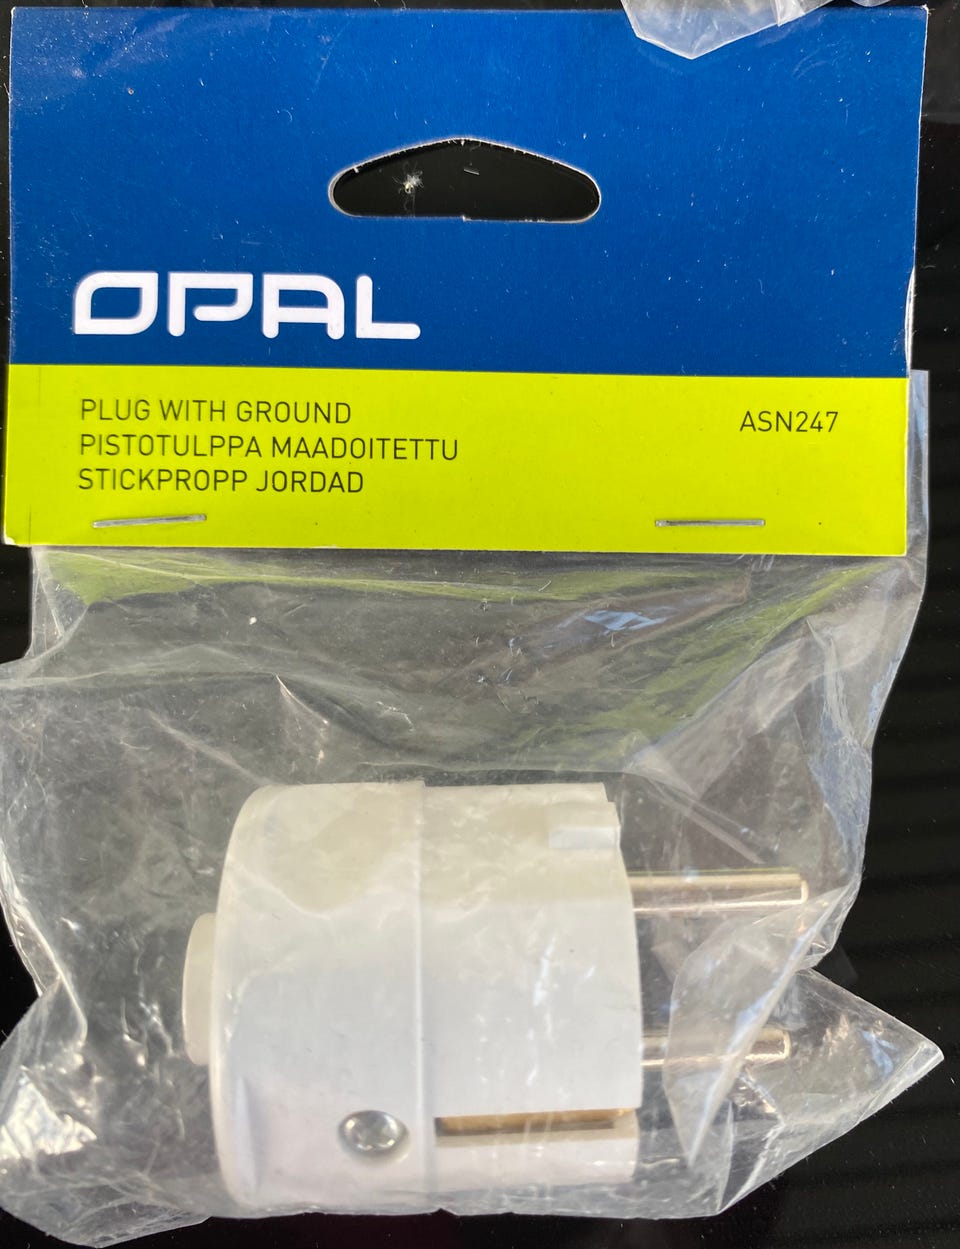 OPAL
PLUG WITH GROUND
PISTOTULPPA MAADOITETTU
STICKPROPP JORDAD
ASN247